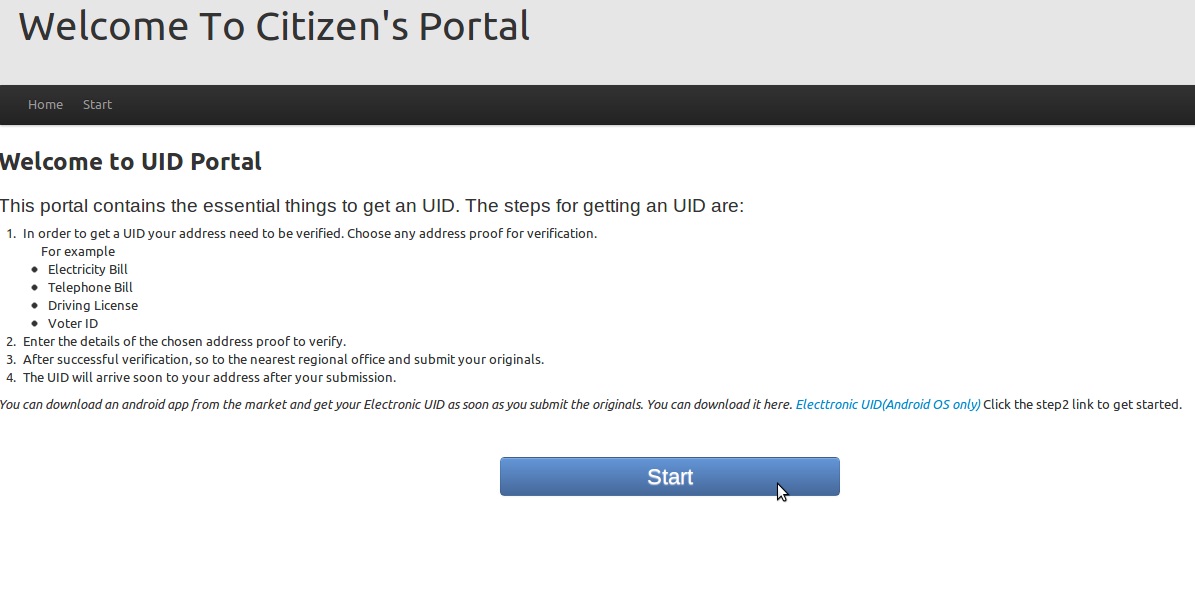 Welcome To Citizen's Portal
Home Start
Welcome to UID Portal
This portal contains the essential things to get an UID. The steps for getting an UID are:
1. In order to get a UID your address need to be verified. Choose any address proof for verification.
For example
• Electricity Bill
• Telephone Bill
• Driving License
• Voter ID
2. Enter the details of the chosen address proof to verify.
3. After successful verification, so to the nearest regional office and submit your originals.
4. The UID will arrive soon to your address after your submission.
You can download an android app from the market and get your Electronic UID as soon as you submit the originals. You can download it here. Electtronic UID(Android OS only) Click the step2 link to get started.
Start